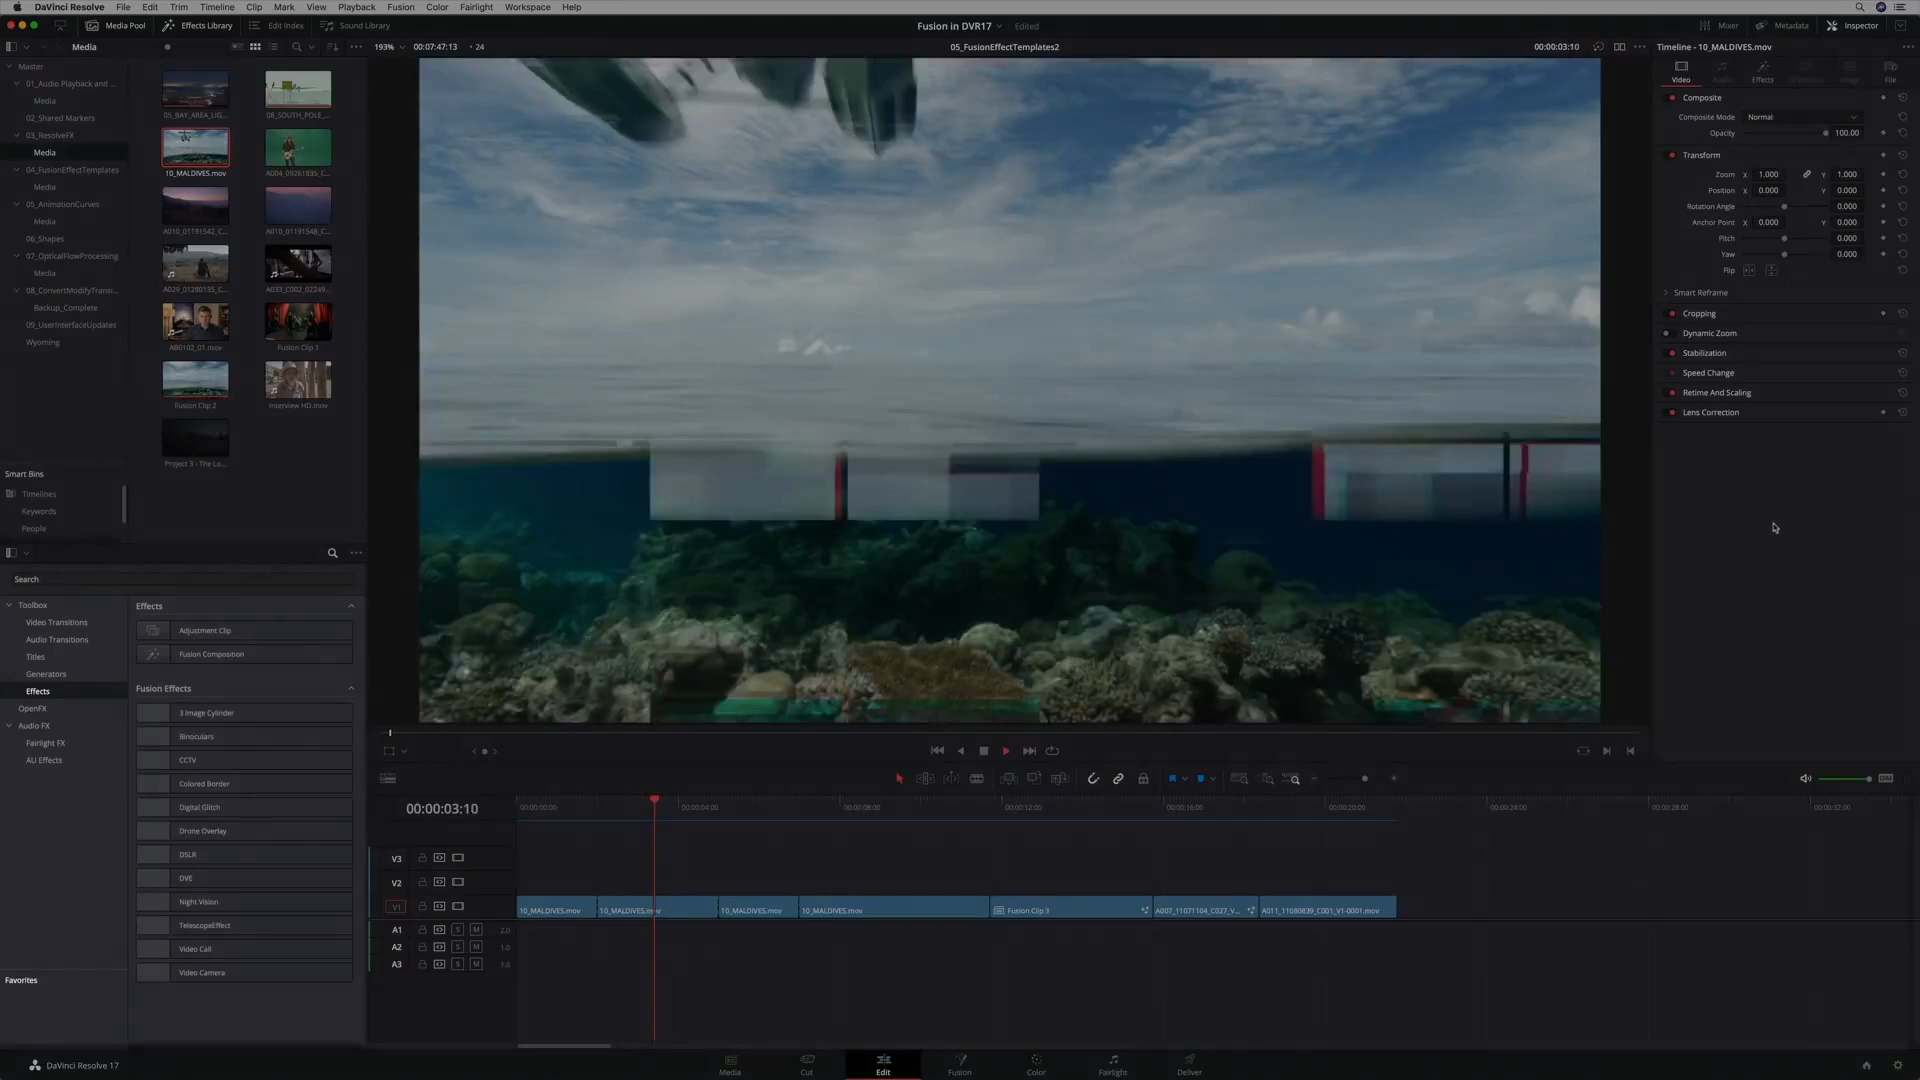 DaVinci Resolve File Edit Trim Timeline Clip Mark View Playback Fusion Color Fairlight Workspace Help
Media Pool Effects Library Edit Index Sound Library Fusion in DVR17 Edited Mixer Metadata Inspector
Media 193% 00:07:47:13 24 05_FusionEffectTemplates2 00:00:03:10 Timeline - 10_MALDIVES.mov
Master
01_Audio Playback and ...
Media
02_Shared Markers
03_ResolveFX
Media
04_FusionEffectTemplates
Media
05_AnimationCurves
Media
06_Shapes
07_OpticalFlowProcessing
Media
08_ConvertModifyTransi...
Backup_Complete
09_UserInterfaceUpdates
Wyoming
Smart Bins
Timelines
Keywords
People
05_BAY_AREA_LIG... 08_SOUTH_POLE_...
10_MALDIVES.mov A004_09261835_C...
A010_01191542_C... A010_01191548_C...
A029_01280135_C... A033_C002_02249...
AB0102_01.mov Fusion Clip 1
Fusion Clip 2 Interview HD.mov
Project 3 - The Lo...
Video Effects File
Composite
Composite Mode Normal
Opacity 100.00
Transform
Zoom X 1.000 Y 1.000
Position X 0.000 Y 0.000
Rotation Angle 0.000
Anchor Point X 0.000 Y 0.000
Pitch 0.000
Yaw 0.000
Flip
Smart Reframe
Cropping
Dynamic Zoom
Stabilization
Speed Change
Retime And Scaling
Lens Correction
Search
Toolbox
Video Transitions
Audio Transitions
Titles
Generators
Effects
OpenFX
Audio FX
Fairlight FX
AU Effects
Favorites
Effects
Adjustment Clip
Fusion Composition
Fusion Effects
3 Image Cylinder
Binoculars
CCTV
Colored Border
Digital Glitch
Drone Overlay
DSLR
DVE
Night Vision
TelescopeEffect
Video Call
Video Camera
DIM
00:00:03:10 00:00:00:00 00:00:04:00 00:00:08:00 00:00:12:00 00:00:16:00 00:00:20:00 00:00:24:00 00:00:28:00 00:00:32:00
V3
V2
V1 10_MALDIVES.mov 10_MALDIVES.mov 10_MALDIVES.mov 10_MALDIVES.mov Fusion Clip 3 A007_11071104_C027_V... A011_11080839_C001_V1-0001.mov
A1 S M 2.0
A2 S M 1.0
A3 S M 1.0
DaVinci Resolve 17 Media Cut Edit Fusion Color Fairlight Deliver